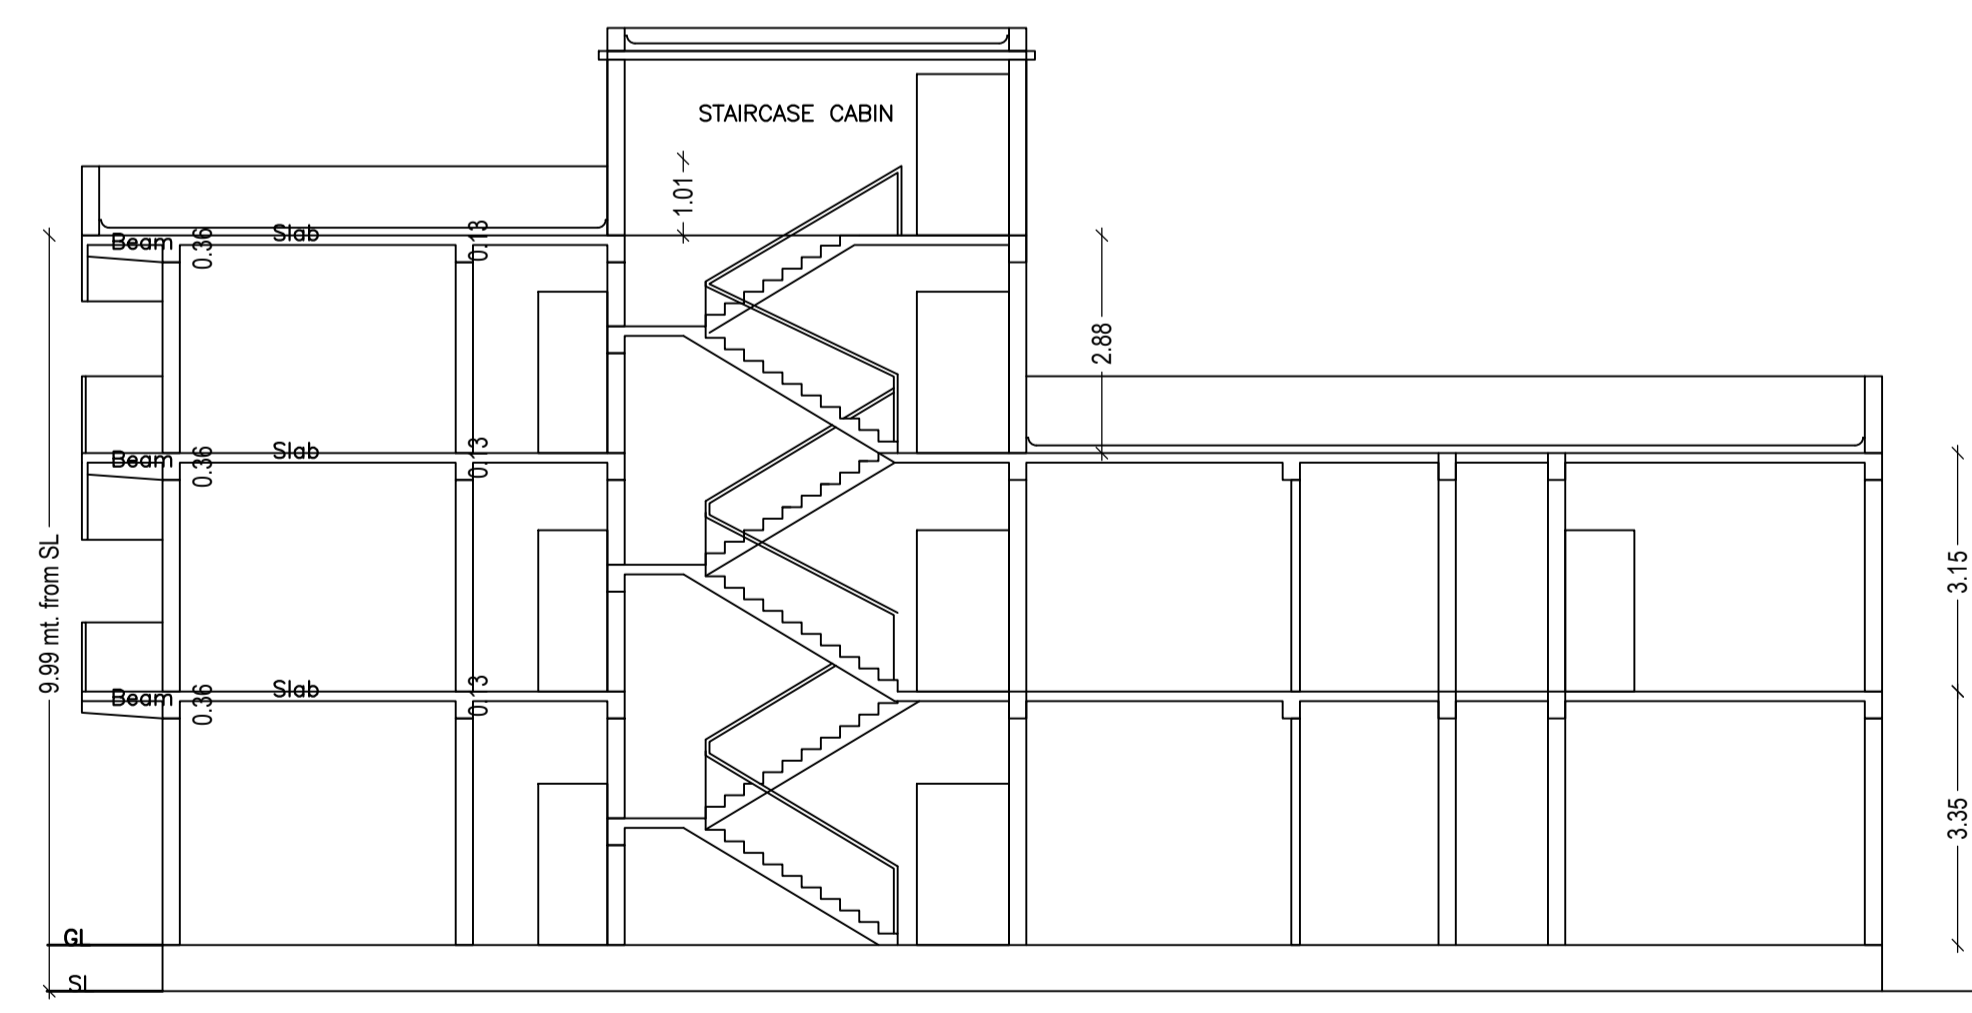 STAIRCASE CABIN
1.01
Beam
0.36
Slab
0.13
2.88
Beam
0.36
Slab
0.13
9.99 mt. from SL
3.15
Beam
0.36
Slab
0.13
3.35
GL
SL